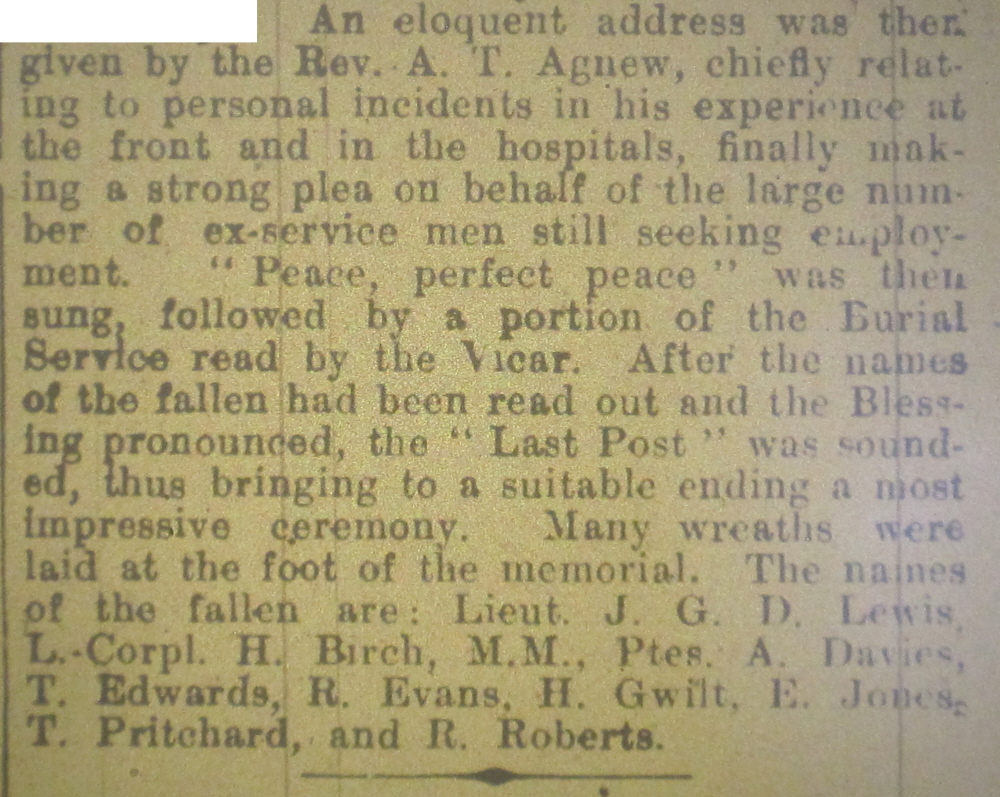 An eloquent address was then
given by the Rev. A. T. Agnew, chiefly relat-
ing to personal incidents in his experience at
the front and in the hospitals, finally mak-
ing a strong plea on behalf of the large num-
ber of ex-service men still seeking employ-
ment. " Peace, perfect peace " was then
sung, followed by a portion of the Burial
Service read by the Vicar. After the names
of the fallen had been read out and the Bless-
ing pronounced, the " Last Post " was sound-
ed, thus bringing to a suitable ending a most
impressive ceremony. Many wreaths were
laid at the foot of the memorial. The names
of the fallen are: Lieut. J. G. D. Lewis,
L.-Corpl. H. Birch, M.M., Ptes. A. Davies,
T. Edwards, R. Evans, H. Gwilt, E. Jones,
T. Pritchard, and R. Roberts.